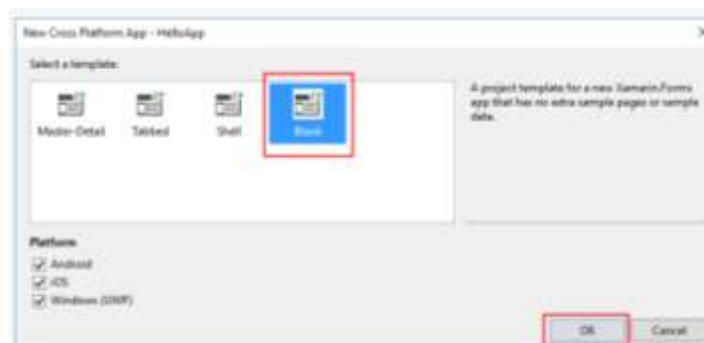 New Cross Platform App - HelloApp
Select a template:
Master-Detail
Tabbed
Shell
Blank
A project template for a new Xamarin.Forms
app that has no extra sample pages or sample
data.
Platform
Android
iOS
Windows (UWP)
OK
Cancel